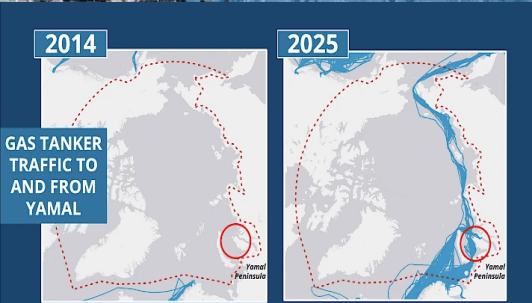 2014
2025
GAS TANKER
TRAFFIC TO
AND FROM
YAMAL
Yamal
Peninsula
Yamal
Peninsula